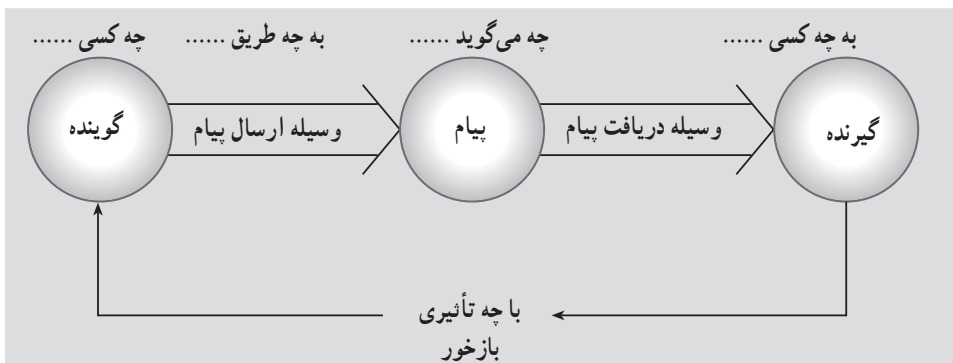 چه کسی ......
به چه طریق ......
چه می‌گوید ......
به چه کسی ......
گوینده
وسیله ارسال پیام
پیام
وسیله دریافت پیام
گیرنده
با چه تأثیری
بازخور